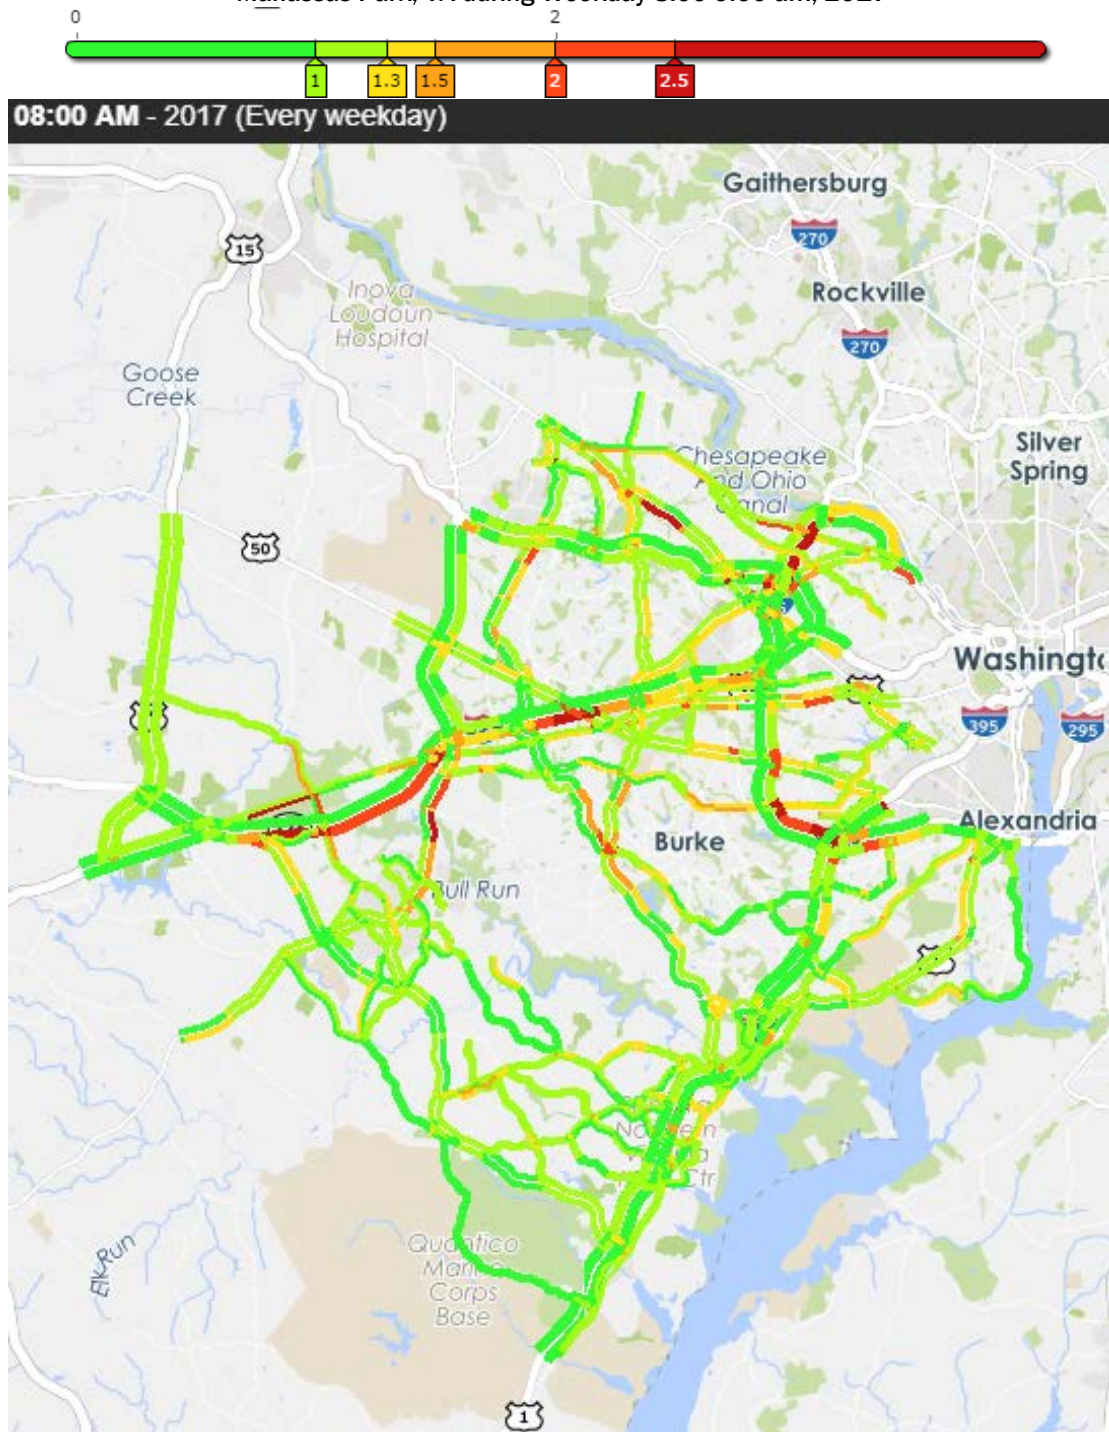 0 2
1 1.3 1.5 2 2.5
08:00 AM - 2017 (Every weekday)
Gaithersburg
270
15
Rockville
Inova
Loudoun
Hospital
270
Goose
Creek
Silver
Spring
Chesapeake
And Ohio
Canal
50
Washingt
395
295
Alexandria
Burke
Bull Run
Quantico
Corps
Base
Elk Run
1